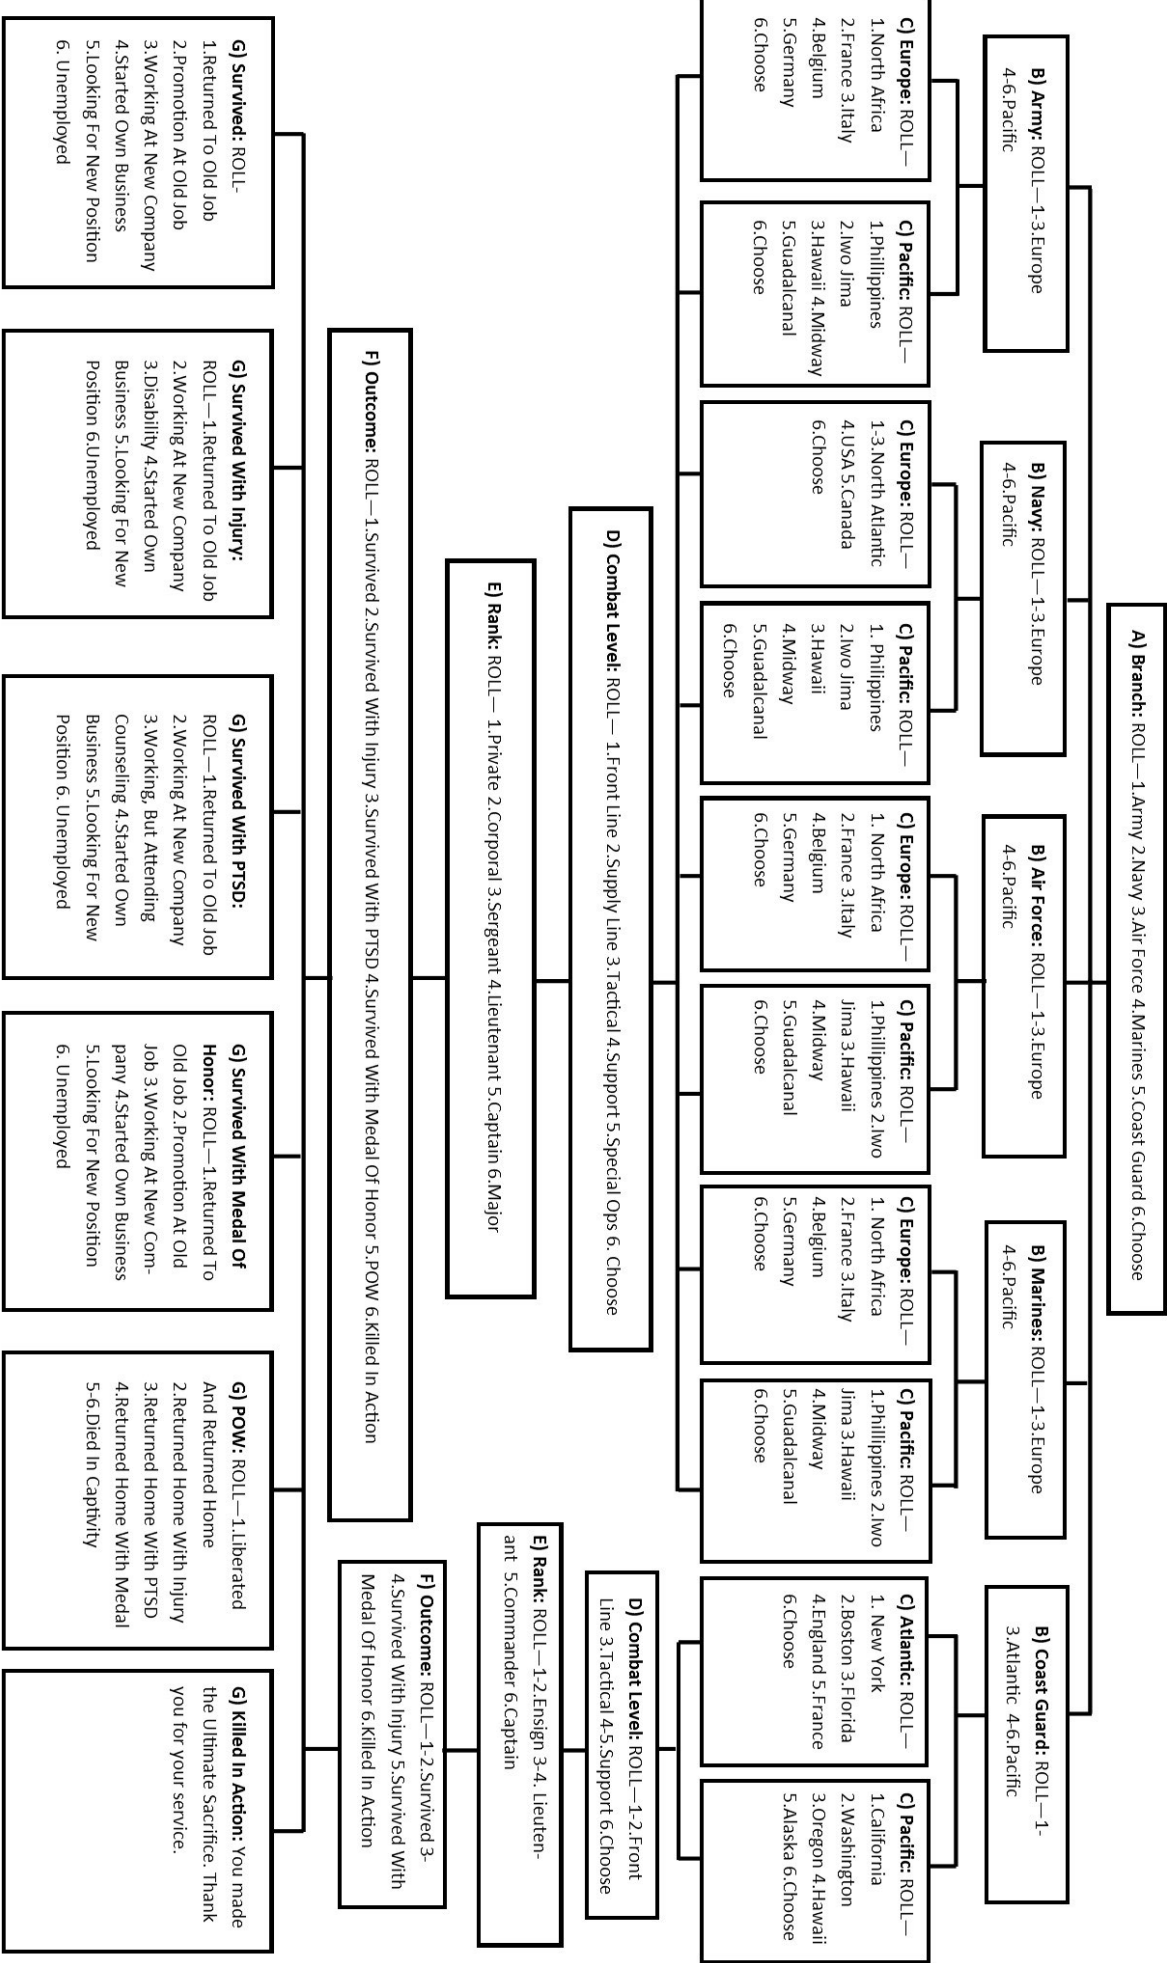 A) Branch: ROLL—1.Army 2.Navy 3.Air Force 4.Marines 5.Coast Guard 6.Choose
B) Army: ROLL—1-3.Europe
4-6.Pacific
B) Navy: ROLL—1-3.Europe
4-6.Pacific
B) Air Force: ROLL—1-3.Europe
4-6.Pacific
B) Marines: ROLL—1-3.Europe
4-6.Pacific
B) Coast Guard: ROLL—1-
3.Atlantic 4-6.Pacific
C) Europe: ROLL—
1.North Africa
2.France 3.Italy
4.Belgium
5.Germany
6.Choose
C) Pacific: ROLL—
1.Phillippines
2.Iwo Jima
3.Hawaii 4.Midway
5.Guadalcanal
6.Choose
C) Europe: ROLL—
1-3.North Atlantic
4.USA 5.Canada
6.Choose
C) Pacific: ROLL—
1. Philippines
2.Iwo Jima
3.Hawaii
4.Midway
5.Guadalcanal
6.Choose
C) Europe: ROLL—
1. North Africa
2.France 3.Italy
4.Belgium
5.Germany
6.Choose
C) Pacific: ROLL—
1.Phillippines 2.Iwo
Jima 3.Hawaii
4.Midway
5.Guadalcanal
6.Choose
C) Europe: ROLL—
1. North Africa
2.France 3.Italy
4.Belgium
5.Germany
6.Choose
C) Pacific: ROLL—
1.Phillippines 2.Iwo
Jima 3.Hawaii
4.Midway
5.Guadalcanal
6.Choose
C) Atlantic: ROLL—
1. New York
2.Boston 3.Florida
4.England 5.France
6.Choose
C) Pacific: ROLL—
1.California
2.Washington
3.Oregon 4.Hawaii
5.Alaska 6.Choose
D) Combat Level: ROLL— 1.Front Line 2.Supply Line 3.Tactical 4.Support 5.Special Ops 6. Choose
D) Combat Level: ROLL—1-2.Front
Line 3.Tactical 4-5.Support 6.Choose
E) Rank: ROLL— 1.Private 2.Corporal 3.Sergeant 4.Lieutenant 5.Captain 6.Major
E) Rank: ROLL—1-2.Ensign 3-4. Lieuten-
ant 5.Commander 6.Captain
F) Outcome: ROLL—1.Survived 2.Survived With Injury 3.Survived With PTSD 4.Survived With Medal Of Honor 5.POW 6.Killed In Action
F) Outcome: ROLL—1-2.Survived 3-
4.Survived With Injury 5.Survived With
Medal Of Honor 6.Killed In Action
G) Survived: ROLL-
1.Returned To Old Job
2.Promotion At Old Job
3.Working At New Company
4.Started Own Business
5.Looking For New Position
6. Unemployed
G) Survived With Injury:
ROLL—1.Returned To Old Job
2.Working At New Company
3.Disability 4.Started Own
Business 5.Looking For New
Position 6.Unemployed
G) Survived With PTSD:
ROLL—1.Returned To Old Job
2.Working At New Company
3.Working, But Attending
Counseling 4.Started Own
Business 5.Looking For New
Position 6. Unemployed
G) Survived With Medal Of
Honor: ROLL—1.Returned To
Old Job 2.Promotion At Old
Job 3.Working At New Com-
pany 4.Started Own Business
5.Looking For New Position
6. Unemployed
G) POW: ROLL—1.Liberated
And Returned Home
2.Returned Home With Injury
3.Returned Home With PTSD
4.Returned Home With Medal
5-6.Died In Captivity
G) Killed In Action: You made
the Ultimate Sacrifice. Thank
you for your service.